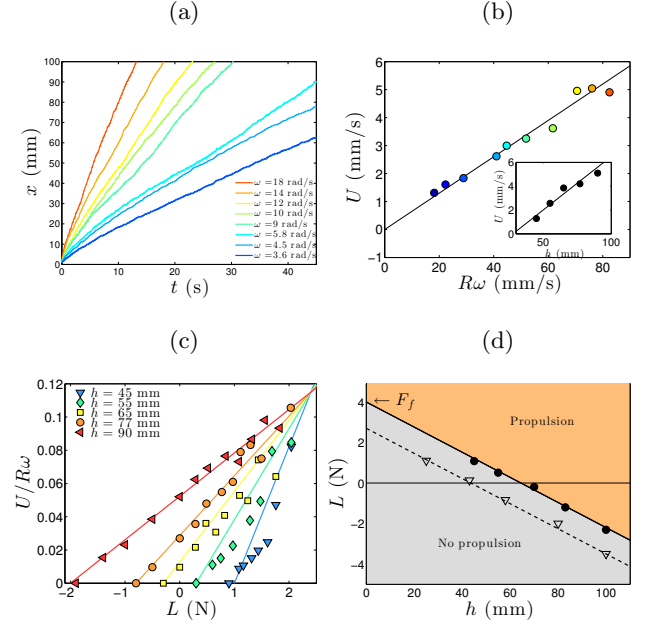 (a)
(b)
100
90
80
70
60
50
40
30
20
10
0
0
10
20
30
40
x (mm)
t (s)
ω =18 rad/s
ω =14 rad/s
ω =12 rad/s
ω =10 rad/s
ω =9 rad/s
ω =5.8 rad/s
ω =4.5 rad/s
ω =3.6 rad/s
6
5
4
3
2
1
0
−1
0
20
40
60
80
U (mm/s)
Rω (mm/s)
6
4
2
0
50
100
U (mm/s)
h (mm)
(c)
(d)
0.12
0.1
0.08
0.06
0.04
0.02
0
−2
−1
0
1
2
U/Rω
L (N)
h = 45 mm
h = 55 mm
h = 65 mm
h = 77 mm
h = 90 mm
4
2
0
−2
−4
0
20
40
60
80
100
L (N)
h (mm)
← F_f
Propulsion
No propulsion